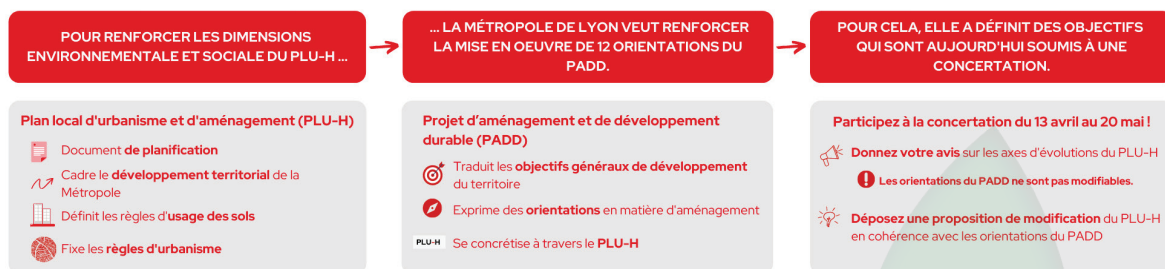 POUR RENFORCER LES DIMENSIONS
ENVIRONNEMENTALE ET SOCIALE DU PLU-H ...
Plan local d'urbanisme et d'aménagement (PLU-H)
Document de planification
Cadre le développement territorial de la
Métropole
Définit les règles d'usage des sols
Fixe les règles d'urbanisme
... LA MÉTROPOLE DE LYON VEUT RENFORCER
LA MISE EN OEUVRE DE 12 ORIENTATIONS DU
PADD.
Projet d’aménagement et de développement
durable (PADD)
Traduit les objectifs généraux de développement
du territoire
Exprime des orientations en matière d'aménagement
PLU-H Se concrétise à travers le PLU-H
POUR CELA, ELLE A DÉFINIT DES OBJECTIFS
QUI SONT AUJOURD'HUI SOUMIS À UNE
CONCERTATION.
Participez à la concertation du 13 avril au 20 mai !
Donnez votre avis sur les axes d'évolutions du PLU-H
Les orientations du PADD ne sont pas modifiables.
Déposez une proposition de modification du PLU-H
en cohérence avec les orientations du PADD